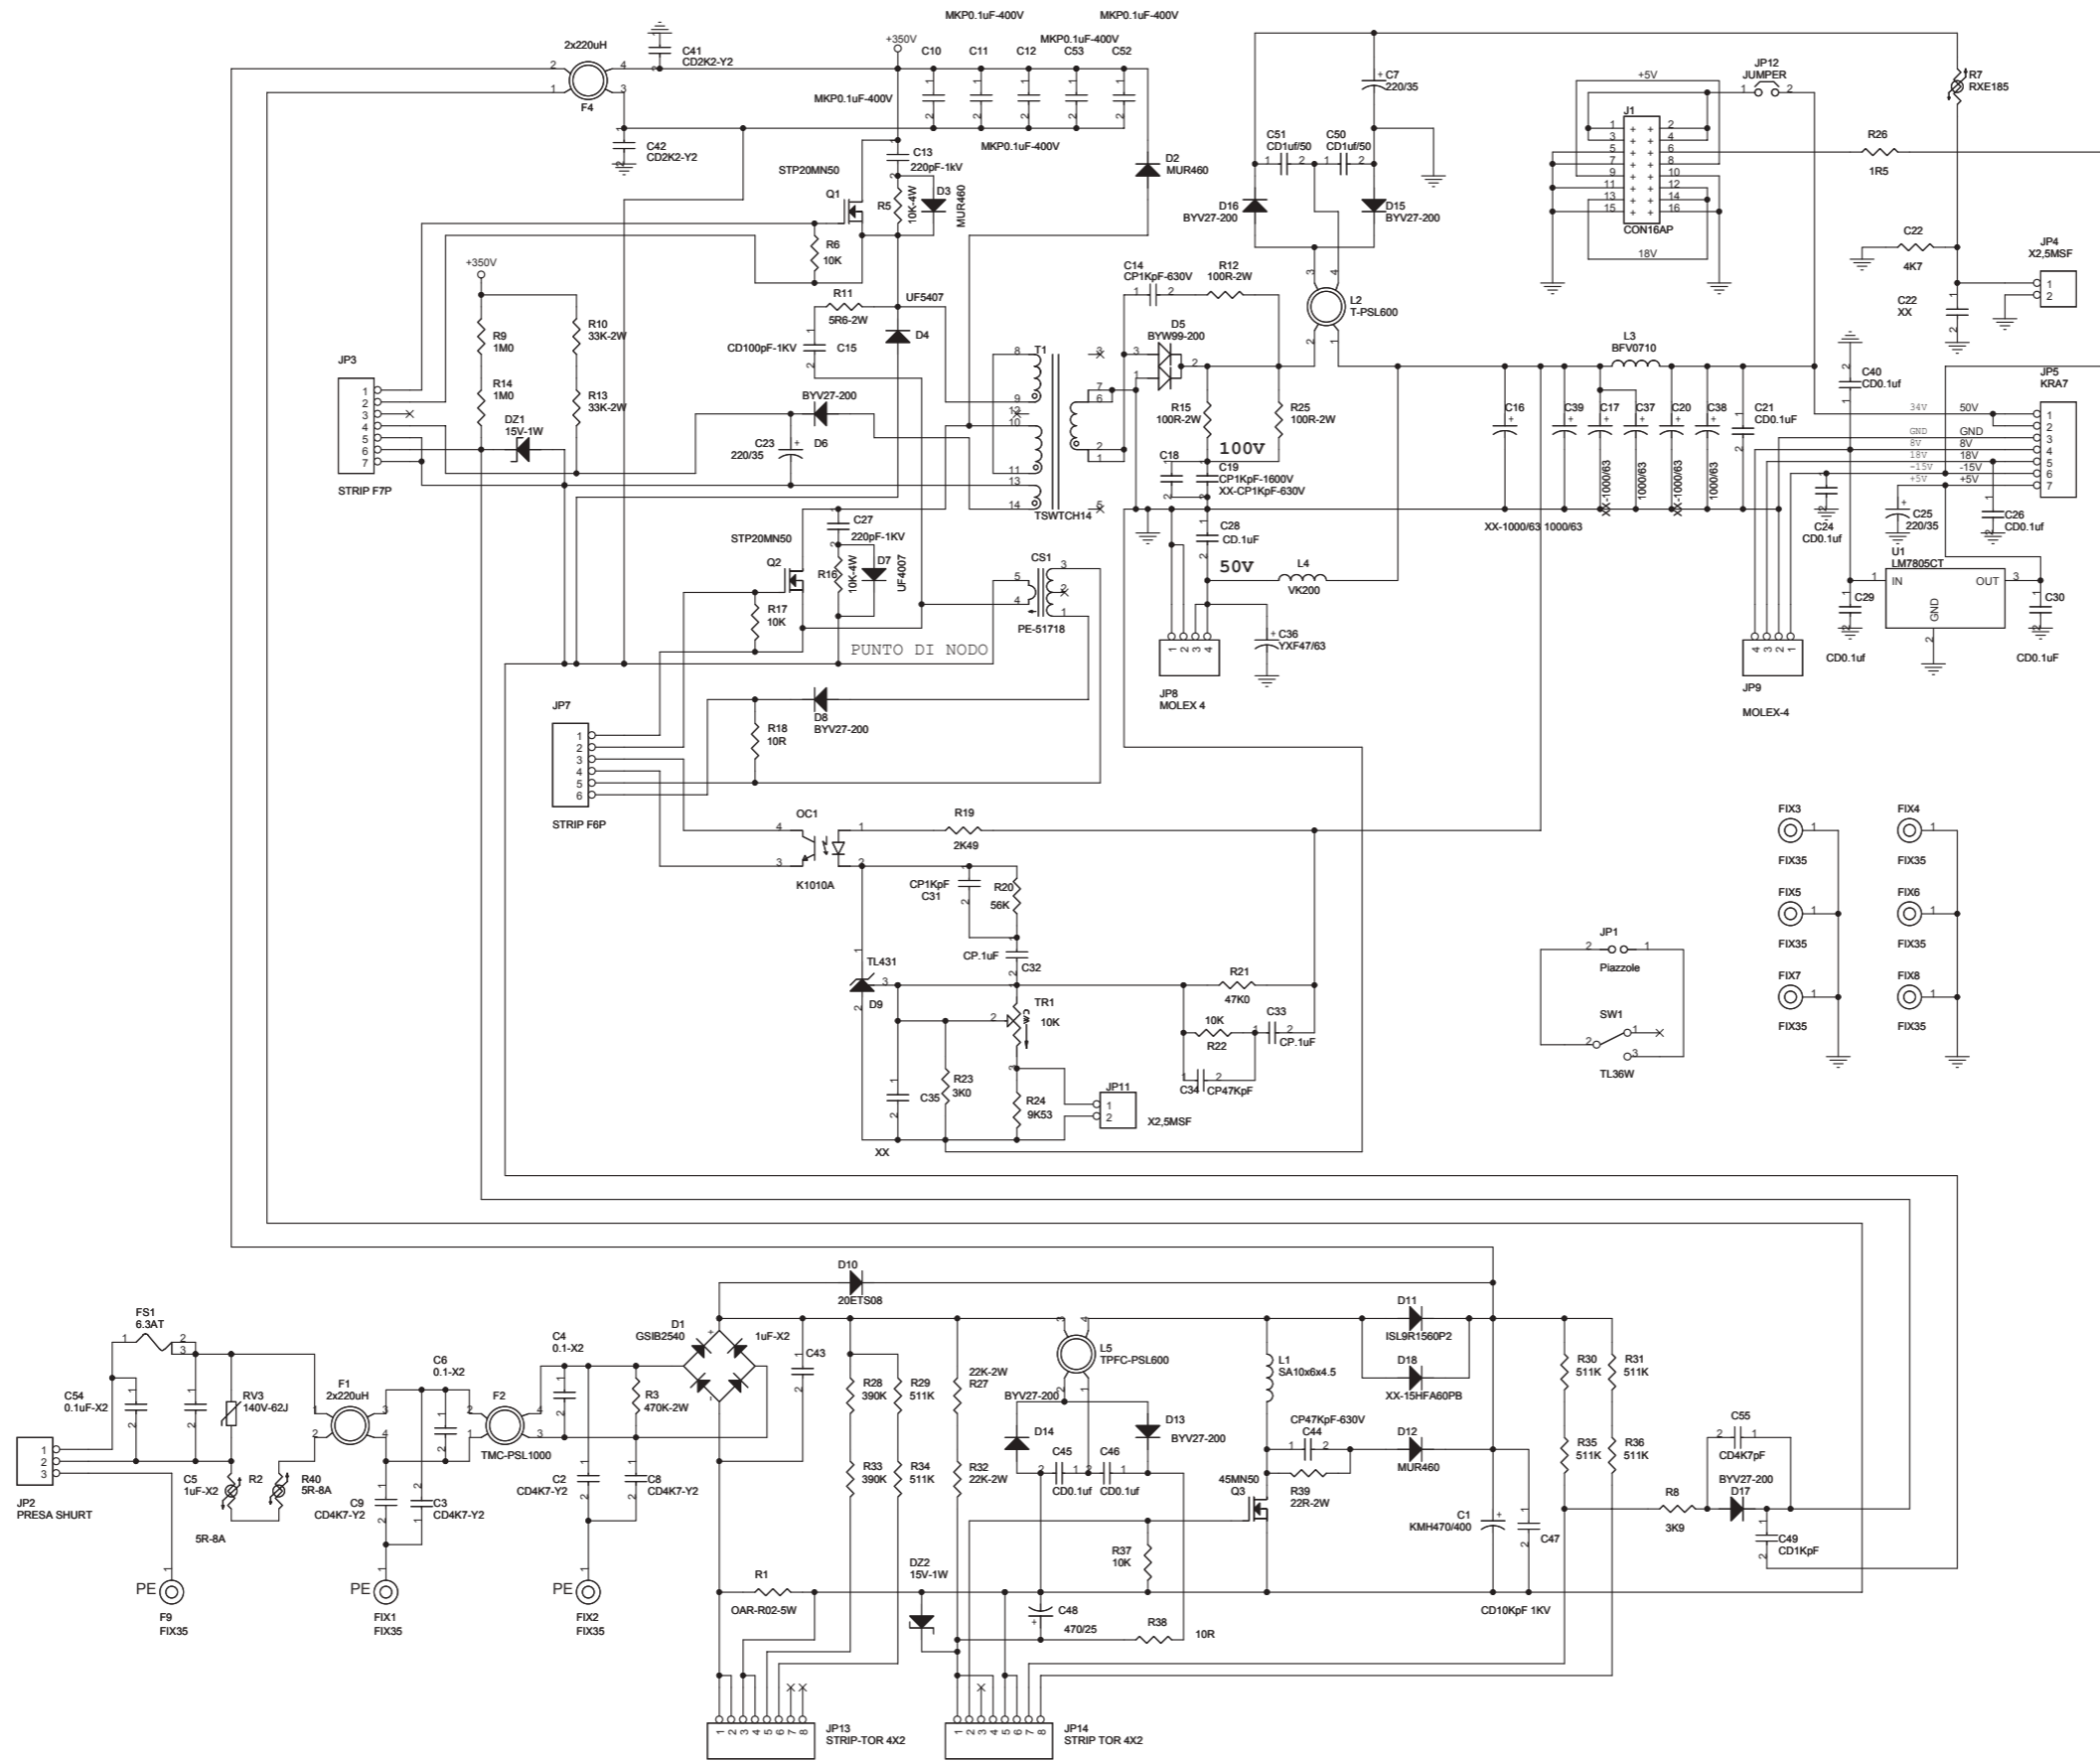 MKP0.1uF-400V MKP0.1uF-400V
2x220uH
C41
CD2K2-Y2
+350V
C10 C11 C12 C53 C52
MKP0.1uF-400V
MKP0.1uF-400V
MKP0.1uF-400V
F4
C42
CD2K2-Y2
STP20MN50
Q1
C13
220pF-1kV
R5
10K-4W
D3
MUR460
D2
MUR460
R6
10K
C7
220/35
C51
CD1uf/50
C50
CD1uf/50
D16
BYV27-200
D15
BYV27-200
JP12
JUMPER
+5V
J1
CON16AP
18V
R7
RXE185
R26
1R5
C22
4K7
C22
XX
JP4
X2,5MSF
+350V
R9
1M0
R10
33K-2W
R14
1M0
R13
33K-2W
DZ1
15V-1W
JP3
STRIP F7P
R11
5R6-2W
UF5407
D4
CD100pF-1KV C15
BYV27-200
D6
C23
220/35
T1
TSWTCH14
C14
CP1KpF-630V
R12
100R-2W
D5
BYW99-200
L2
T-PSL600
R15
100R-2W
R25
100R-2W
100V
C18
C19
CP1KpF-1600V
XX-CP1KpF-630V
C28
CD.1uF
50V
L4
VK200
C36
YXF47/63
JP8
MOLEX 4
L3
BFV0710
C16 C39 C17 C37 C20 C38 C21
CD0.1uF
XX-1000/63 1000/63
XX-1000/63
1000/63
XX-1000/63
1000/63
C40
CD0.1uf
JP5
KRA7
34V 50V
GND GND
8V 8V
18V 18V
-15V -15V
+5V +5V
C24
CD0.1uf
C25
220/35
C26
CD0.1uf
U1
LM7805CT
IN OUT
GND
C29
CD0.1uf
C30
CD0.1uF
JP9
MOLEX-4
STP20MN50
Q2
C27
220pF-1KV
R16
10K-4W
D7
UF4007
R17
10K
CS1
PE-51718
PUNTO DI NODO
D8
BYV27-200
R18
10R
JP7
STRIP F6P
OC1
K1010A
R19
2K49
CP1KpF
C31
R20
56K
CP.1uF
C32
TL431
D9
TR1
10K
CW
R21
47K0
10K
R22
C33
CP.1uF
C34
CP47KpF
C35
XX
R23
3K0
R24
9K53
JP11
X2,5MSF
FIX3
FIX35
FIX4
FIX35
FIX5
FIX35
FIX6
FIX35
FIX7
FIX35
FIX8
FIX35
JP1
Piazzole
SW1
TL36W
D10
20ETS08
FS1
6.3AT
C54
0.1uF-X2
RV3
140V-62J
C5
1uF-X2
R2
5R-8A
R40
5R-8A
JP2
PRESA SHURT
F1
2x220uH
C6
0.1-X2
F2
TMC-PSL1000
C9
CD4K7-Y2
C3
CD4K7-Y2
C4
0.1-X2
C2
CD4K7-Y2
R3
470K-2W
C8
CD4K7-Y2
D1
GSIB2540
1uF-X2
C43
PE
F9
FIX35
PE
FIX1
FIX35
PE
FIX2
FIX35
R28
390K
R29
511K
22K-2W
R27
R33
390K
R34
511K
R32
22K-2W
L5
TPFC-PSL600
BYV27-200
D14
D13
BYV27-200
C45
CD0.1uf
C46
CD0.1uf
L1
SA10x6x4.5
D11
ISL9R1560P2
D18
XX-15HFA60PB
CP47KpF-630V
C44
D12
MUR460
R39
22R-2W
45MN50
Q3
R37
10K
C1
KMH470/400
C47
CD10KpF 1KV
R30
511K
R31
511K
R35
511K
R36
511K
C55
CD4K7pF
BYV27-200
D17
R8
3K9
C49
CD1KpF
R1
OAR-R02-5W
DZ2
15V-1W
C48
470/25
R38
10R
JP13
STRIP-TOR 4X2
JP14
STRIP TOR 4X2